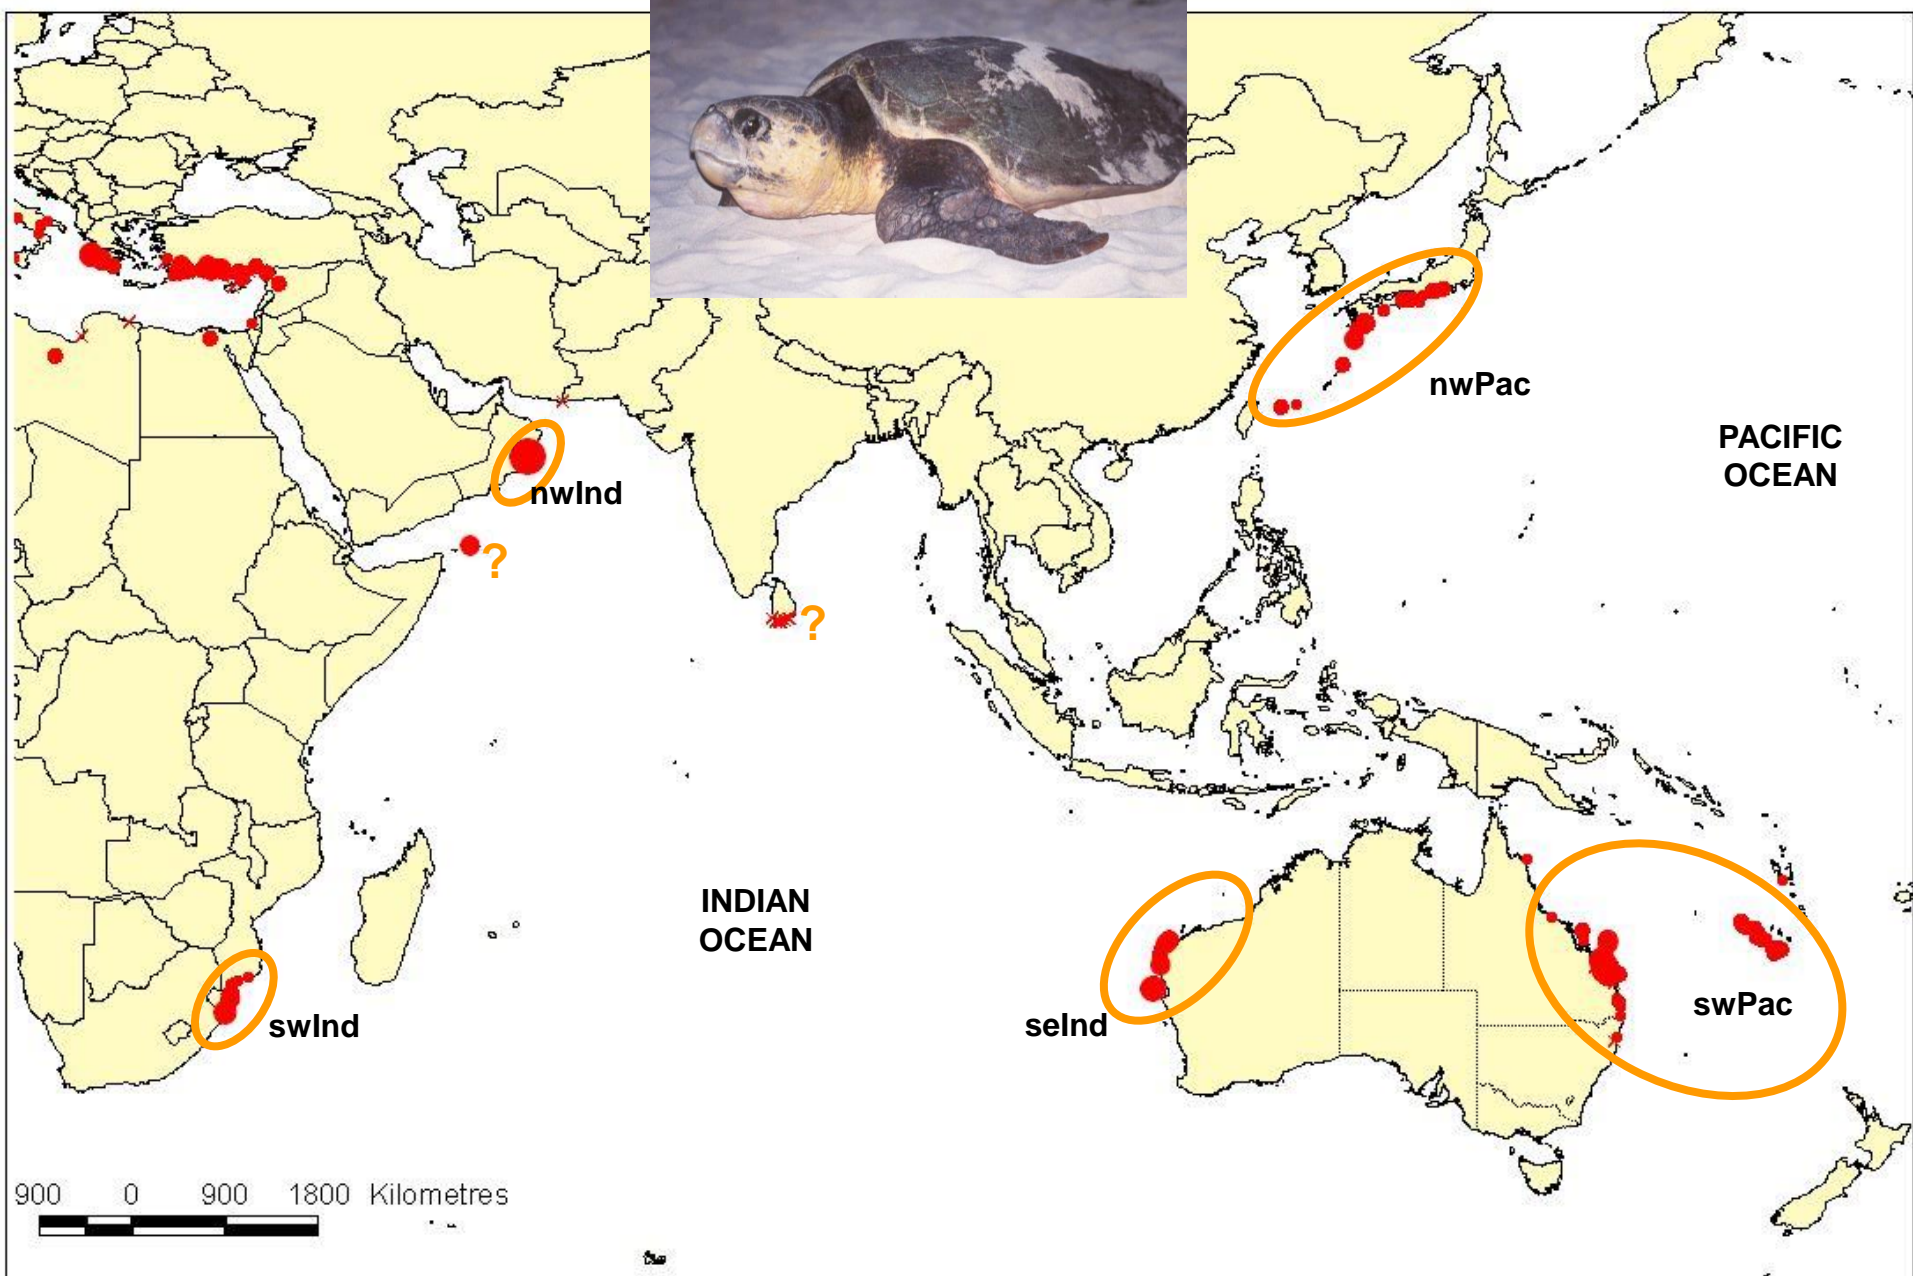 nwPac
PACIFIC
OCEAN
nwInd
?
?
INDIAN
OCEAN
swInd
seInd
swPac
900 0 900 1800 Kilometres